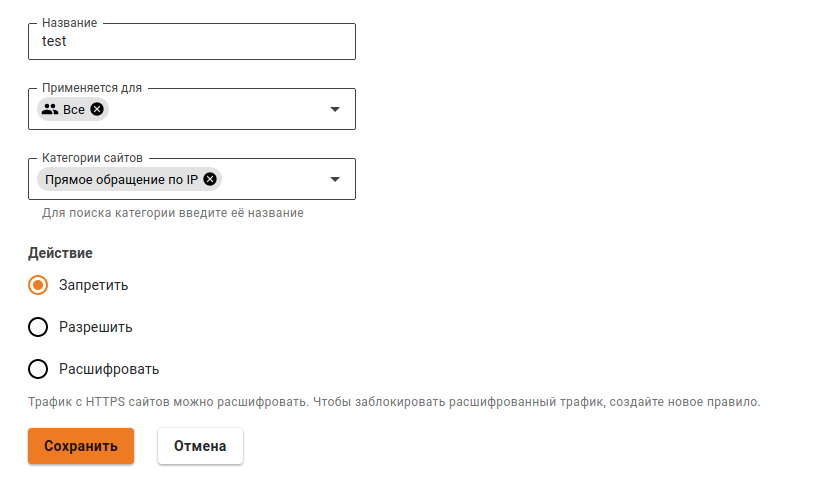 Название
test
Применяется для
Все
Категории сайтов
Прямое обращение по IP
Для поиска категории введите её название
Действие
Запретить
Разрешить
Расшифровать
Трафик с HTTPS сайтов можно расшифровать. Чтобы заблокировать расшифрованный трафик, создайте новое правило.
Сохранить
Отмена